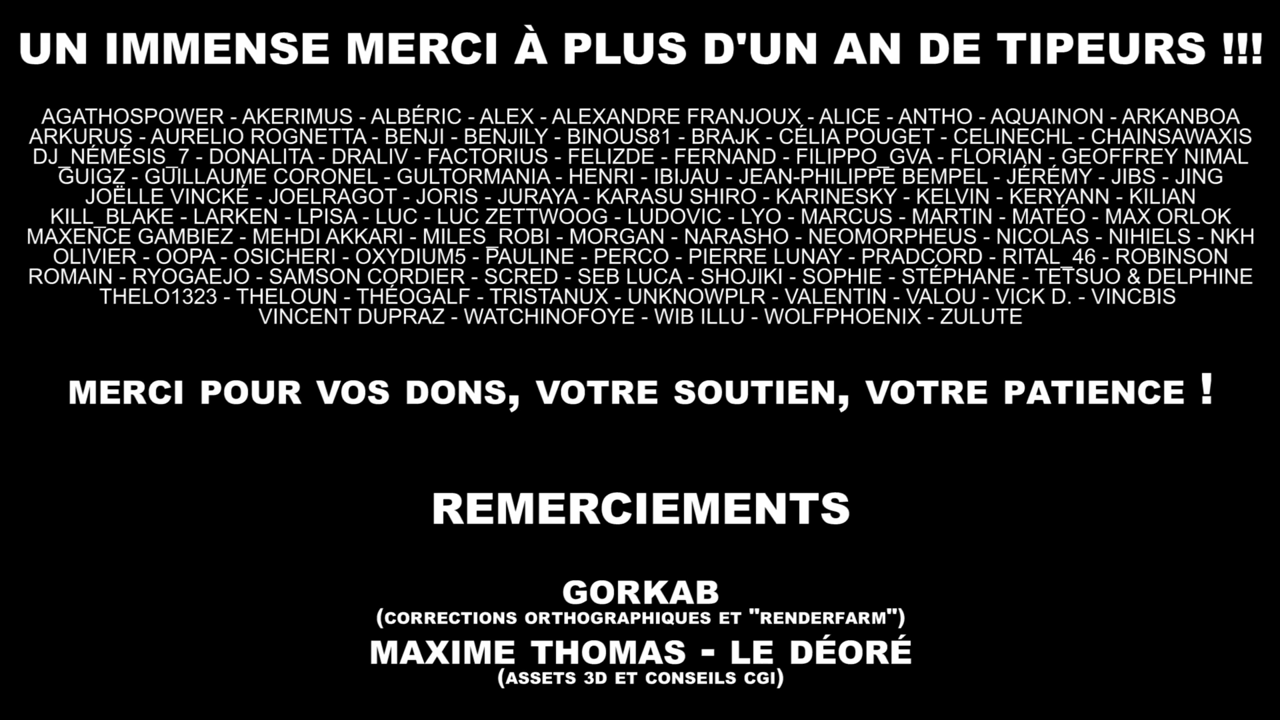 UN IMMENSE MERCI À PLUS D'UN AN DE TIPEURS !!!
AGATHOSPOWER - AKERIMUS - ALBÉRIC - ALEX - ALEXANDRE FRANJOUX - ALICE - ANTHO - AQUAINON - ARKANBOA
ARKURUS - AURELIO ROGNETTA - BENJI - BENJILY - BINOUS81 - BRAJK - CÉLIA POUGET - CELINECHL - CHAINSAWAXIS
DJ_NÉMÉSIS_7 - DONALITA - DRALIV - FACTORIUS - FELIZDE - FERNAND - FILIPPO_GVA - FLORIAN - GEOFFREY NIMAL
GUIGZ - GUILLAUME CORONEL - GULTORMANIA - HENRI - IBIJAU - JEAN-PHILIPPE BEMPEL - JÉRÉMY - JIBS - JING
JOËLLE VINCKÉ - JOELRAGOT - JORIS - JURAYA - KARASU SHIRO - KARINESKY - KELVIN - KERYANN - KILIAN
KILL_BLAKE - LARKEN - LPISA - LUC - LUC ZETTWOOG - LUDOVIC - LYO - MARCUS - MARTIN - MATÉO - MAX ORLOK
MAXENCE GAMBIEZ - MEHDI AKKARI - MILES_ROBI - MORGAN - NARASHO - NEOMORPHEUS - NICOLAS - NIHIELS - NKH
OLIVIER - OOPA - OSICHERI - OXYDIUM5 - PAULINE - PERCO - PIERRE LUNAY - PRADCORD - RITAL_46 - ROBINSON
ROMAIN - RYOGAEJO - SAMSON CORDIER - SCRED - SEB LUCA - SHOJIKI - SOPHIE - STÉPHANE - TETSUO & DELPHINE
THELO1323 - THELOUN - THÉOGALF - TRISTANUX - UNKNOWPLR - VALENTIN - VALOU - VICK D. - VINCBIS
VINCENT DUPRAZ - WATCHINOFOYE - WIB ILLU - WOLFPHOENIX - ZULUTE
MERCI POUR VOS DONS, VOTRE SOUTIEN, VOTRE PATIENCE !
REMERCIEMENTS
GORKAB
(CORRECTIONS ORTHOGRAPHIQUES ET "RENDERFARM")
MAXIME THOMAS - LE DÉORÉ
(ASSETS 3D ET CONSEILS CGI)